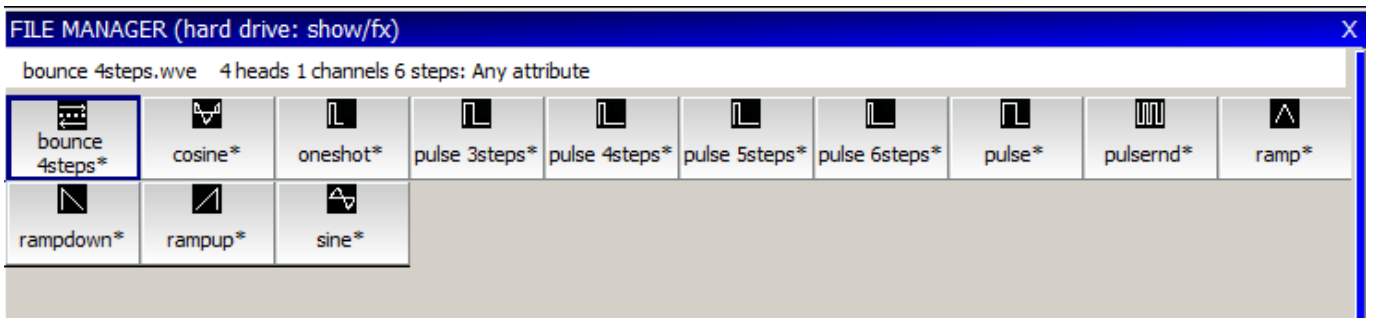 FILE MANAGER (hard drive: show/fx) X
bounce 4steps.wve 4 heads 1 channels 6 steps: Any attribute
bounce
4steps*
cosine*
oneshot*
pulse 3steps*
pulse 4steps*
pulse 5steps*
pulse 6steps*
pulse*
pulsernd*
ramp*
rampdown*
rampup*
sine*